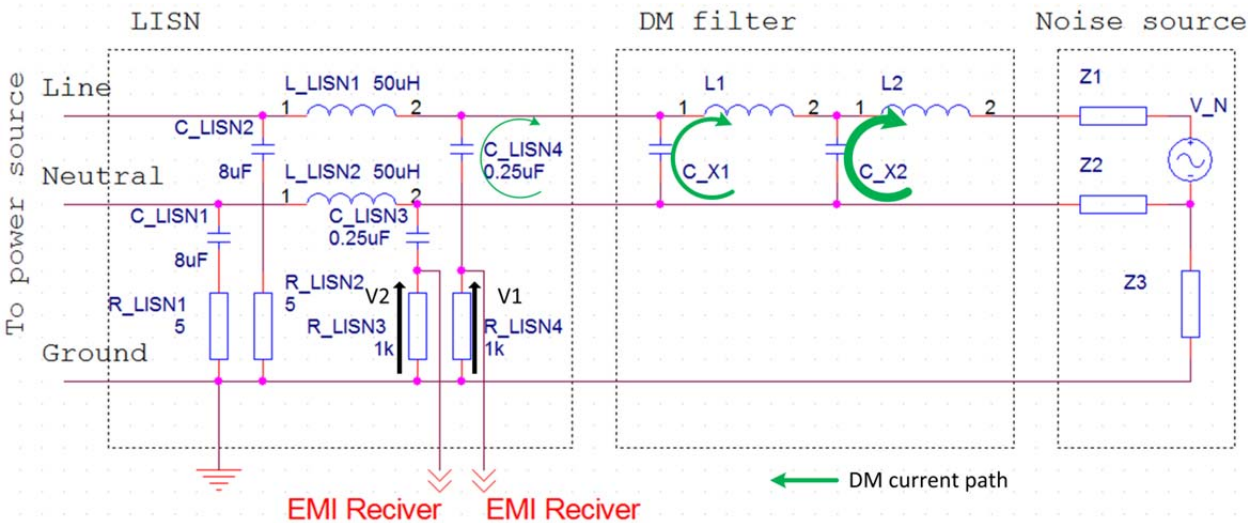 LISN
DM filter
Noise source
To power source
Line
L_LISN1 50uH
1
2
C_LISN2
8uF
C_LISN4
0.25uF
L1
1
2
L2
1
2
C_X1
C_X2
Z1
V_N
Z2
Neutral
L_LISN2 50uH
1
2
C_LISN1
8uF
C_LISN3
0.25uF
R_LISN1
5
R_LISN2
5
V2
R_LISN3
1k
V1
R_LISN4
1k
Z3
Ground
DM current path
EMI Reciver
EMI Reciver